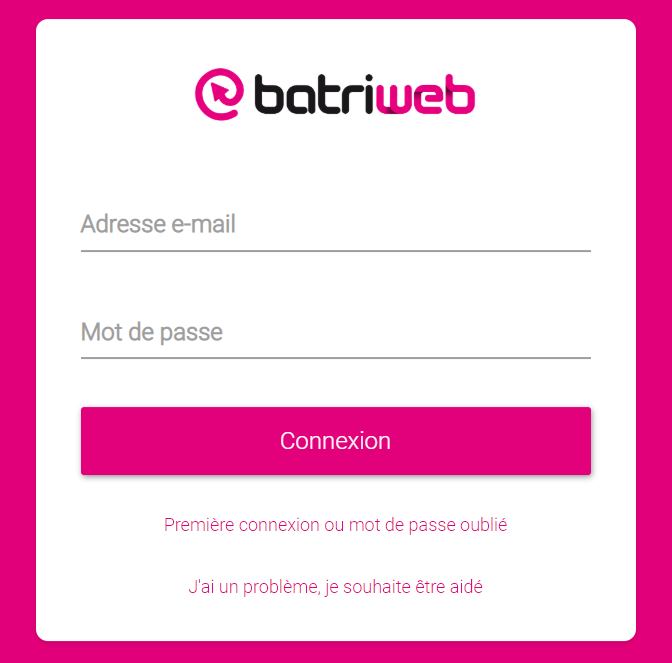 batriweb
Adresse e-mail
Mot de passe
Connexion
Première connexion ou mot de passe oublié
J'ai un problème, je souhaite être aidé